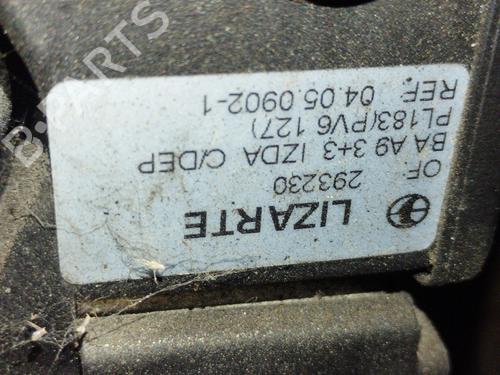 LIZARTE
OF: 293230
BA A9 3+3 IZDA C/DEP
PL183(PV6 127)
REF: 04.05.0902-1
B-PARTS